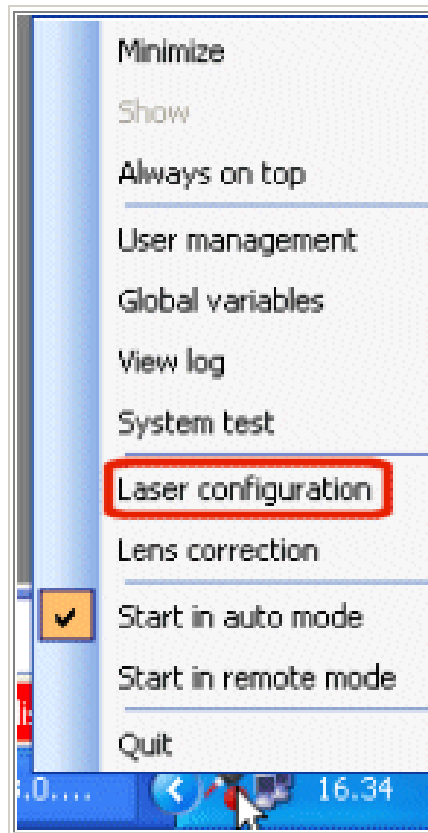 Minimize
Show
Always on top
User management
Global variables
View log
System test
Laser configuration
Lens correction
Start in auto mode
Start in remote mode
Quit
.0.... 16.34